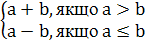 a + b, якщо a > b
a − b, якщо a ≤ b